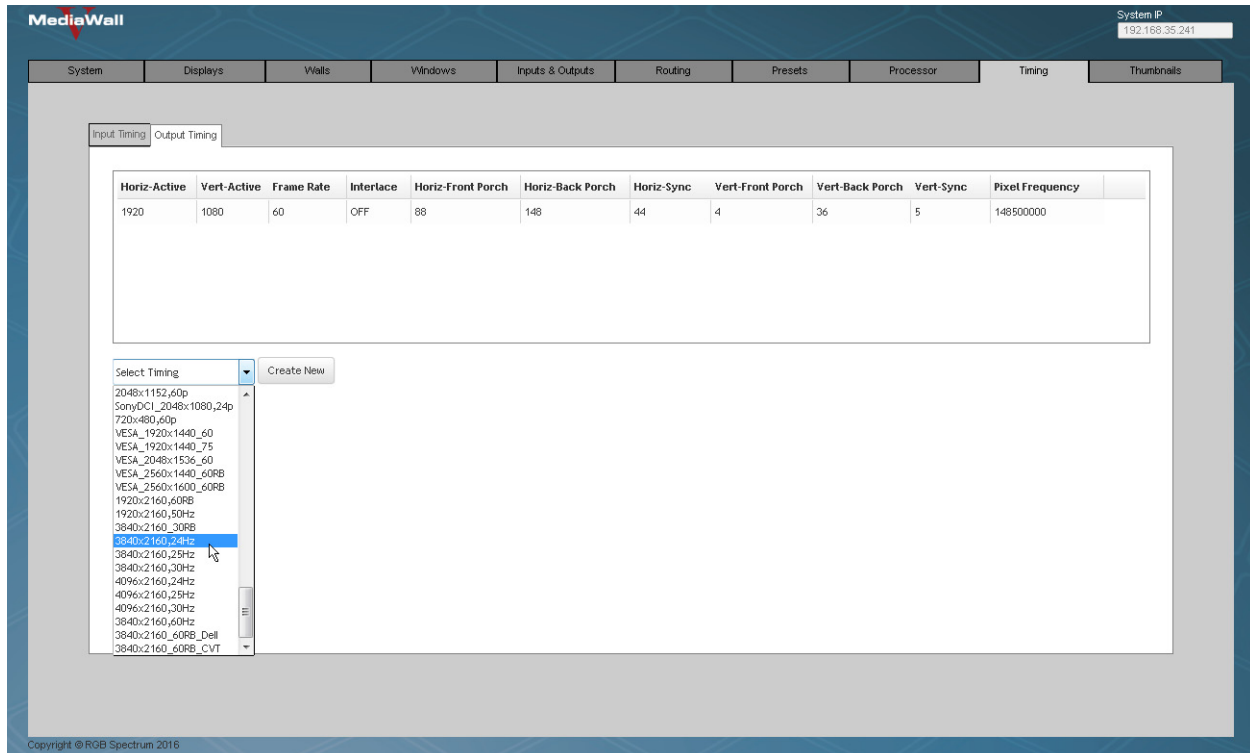 MediaWall
V
System IP
192.168.35.241
System Displays Walls Windows Inputs & Outputs Routing Presets Processor Timing Thumbnails
Input Timing Output Timing
Horiz-Active Vert-Active Frame Rate Interlace Horiz-Front Porch Horiz-Back Porch Horiz-Sync Vert-Front Porch Vert-Back Porch Vert-Sync Pixel Frequency
1920 1080 60 OFF 88 148 44 4 36 5 148500000
Select Timing Create New
2048x1152,60p
SonyDCI_2048x1080,24p
720x480,60p
VESA_1920x1440_60
VESA_1920x1440_75
VESA_2048x1536_60
VESA_2560x1440_60RB
VESA_2560x1600_60RB
1920x2160,60RB
1920x2160,50Hz
3840x2160_30RB
3840x2160,24Hz
3840x2160,25Hz
3840x2160,30Hz
4096x2160,24Hz
4096x2160,25Hz
4096x2160,30Hz
3840x2160,60Hz
3840x2160_60RB_Dell
3840x2160_60RB_CVT
Copyright © RGB Spectrum 2016